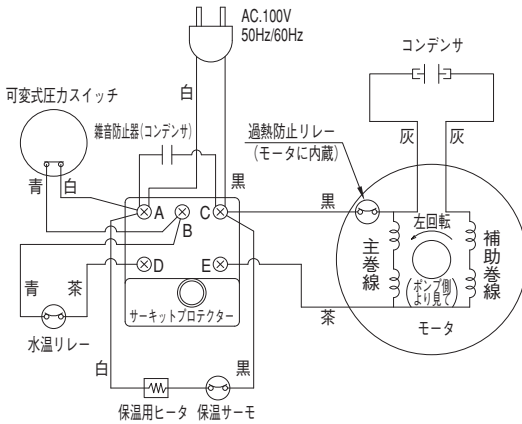 AC.100V
50Hz/60Hz
コンデンサ
白
可変式圧力スイッチ
雑音防止器(コンデンサ)
過熱防止リレー
(モータに内蔵)
灰
灰
青
白
黒
黒
A
B
C
左回転
主巻線
補助巻線
D
E
(ポンプ側
より見て)
青
茶
サーキットプロテクター
茶
モータ
水温リレー
白
黒
保温用ヒータ
保温サーモ